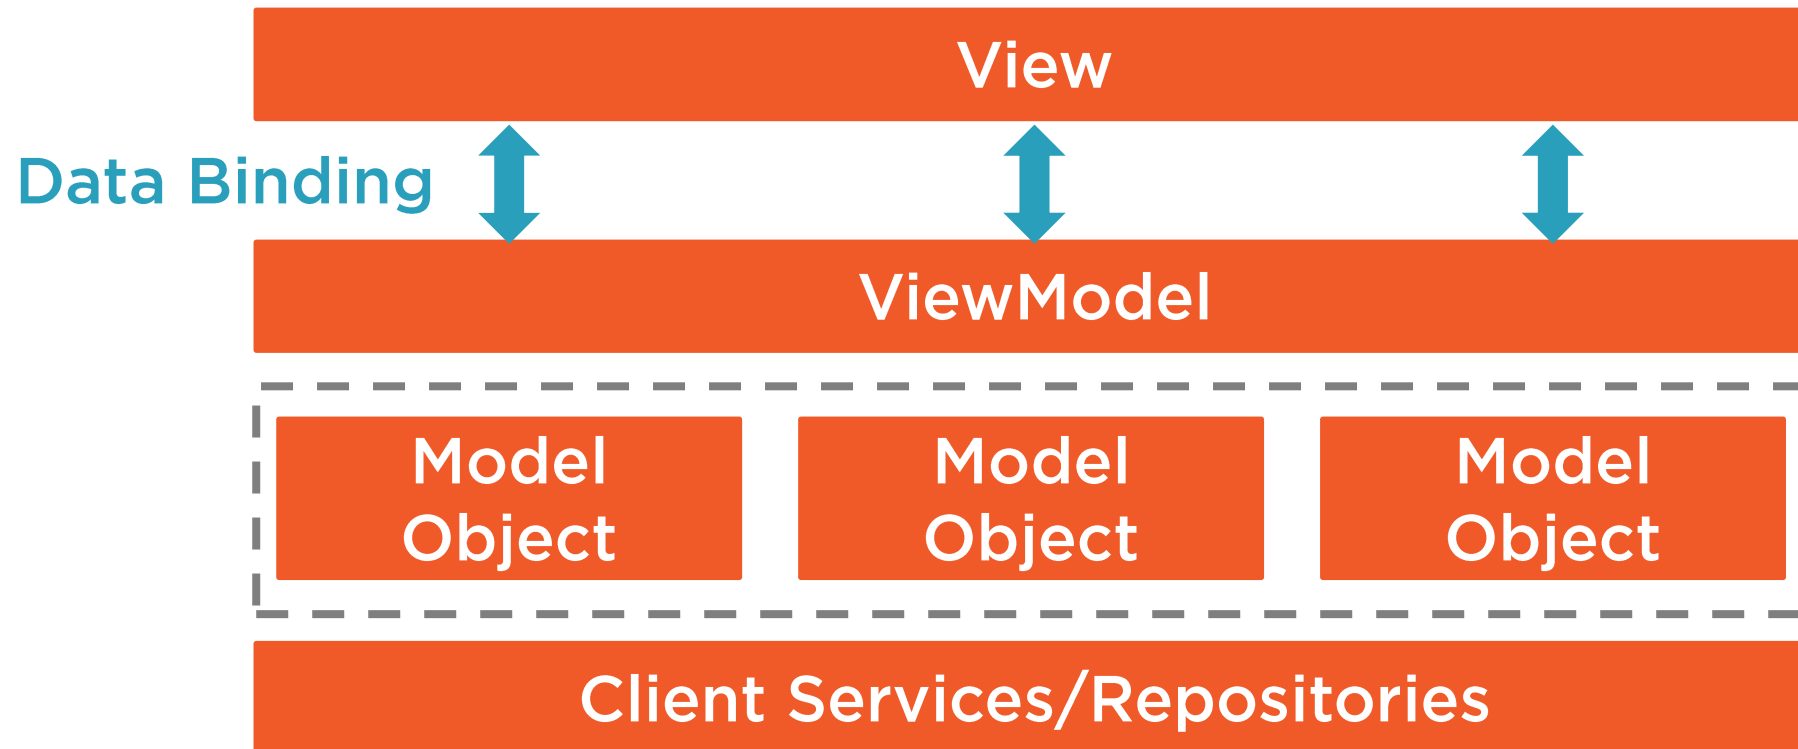 View
Data Binding
ViewModel
Model Model Model
Object Object Object
Client Services/Repositories